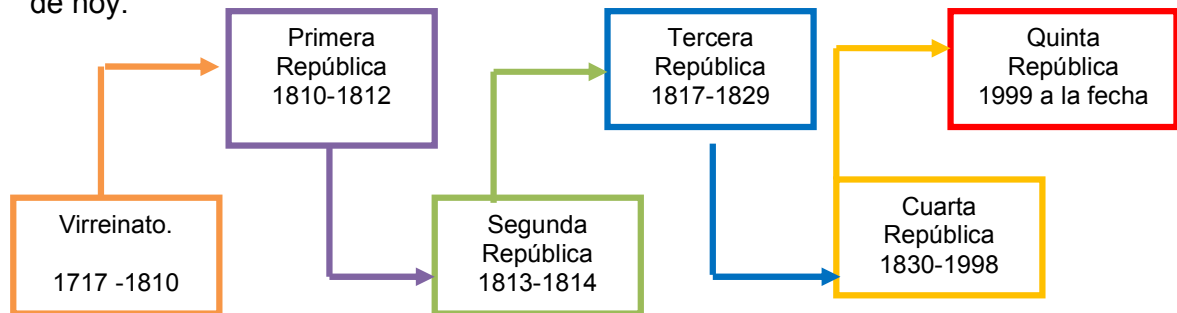 de hoy.
Virreinato.
1717 -1810
Primera
República
1810-1812
Segunda
República
1813-1814
Tercera
República
1817-1829
Cuarta
República
1830-1998
Quinta
República
1999 a la fecha